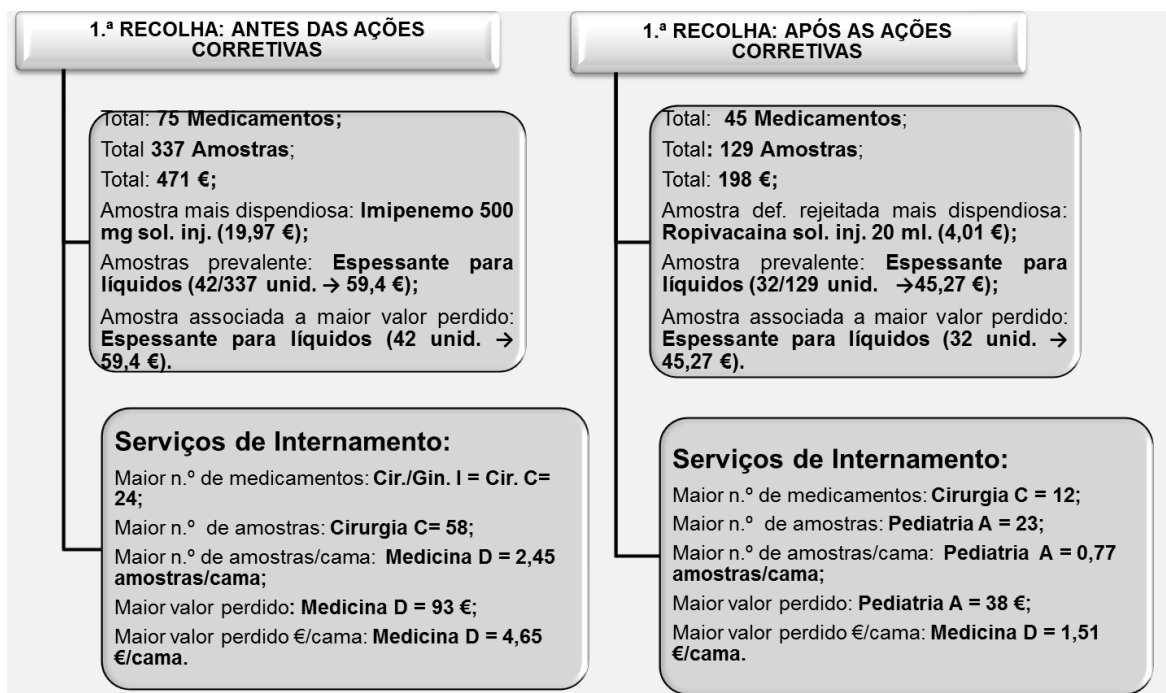 1.ª RECOLHA: ANTES DAS AÇÕES
CORRETIVAS
Total: 75 Medicamentos;
Total 337 Amostras;
Total: 471 €;
Amostra mais dispendiosa: Imipenemo 500
mg sol. inj. (19,97 €);
Amostras prevalente: Espessante para
líquidos (42/337 unid. → 59,4 €);
Amostra associada a maior valor perdido:
Espessante para líquidos (42 unid. →
59,4 €).
Serviços de Internamento:
Maior n.º de medicamentos: Cir./Gin. I = Cir. C=
24;
Maior n.º de amostras: Cirurgia C= 58;
Maior n.º de amostras/cama: Medicina D = 2,45
amostras/cama;
Maior valor perdido: Medicina D = 93 €;
Maior valor perdido €/cama: Medicina D = 4,65
€/cama.
1.ª RECOLHA: APÓS AS AÇÕES
CORRETIVAS
Total: 45 Medicamentos;
Total: 129 Amostras;
Total: 198 €;
Amostra def. rejeitada mais dispendiosa:
Ropivacaina sol. inj. 20 ml. (4,01 €);
Amostra prevalente: Espessante para
líquidos (32/129 unid. →45,27 €);
Amostra associada a maior valor perdido:
Espessante para líquidos (32 unid. →
45,27 €).
Serviços de Internamento:
Maior n.º de medicamentos: Cirurgia C = 12;
Maior n.º de amostras: Pediatria A = 23;
Maior n.º de amostras/cama: Pediatria A = 0,77
amostras/cama;
Maior valor perdido: Pediatria A = 38 €;
Maior valor perdido €/cama: Medicina D = 1,51
€/cama.